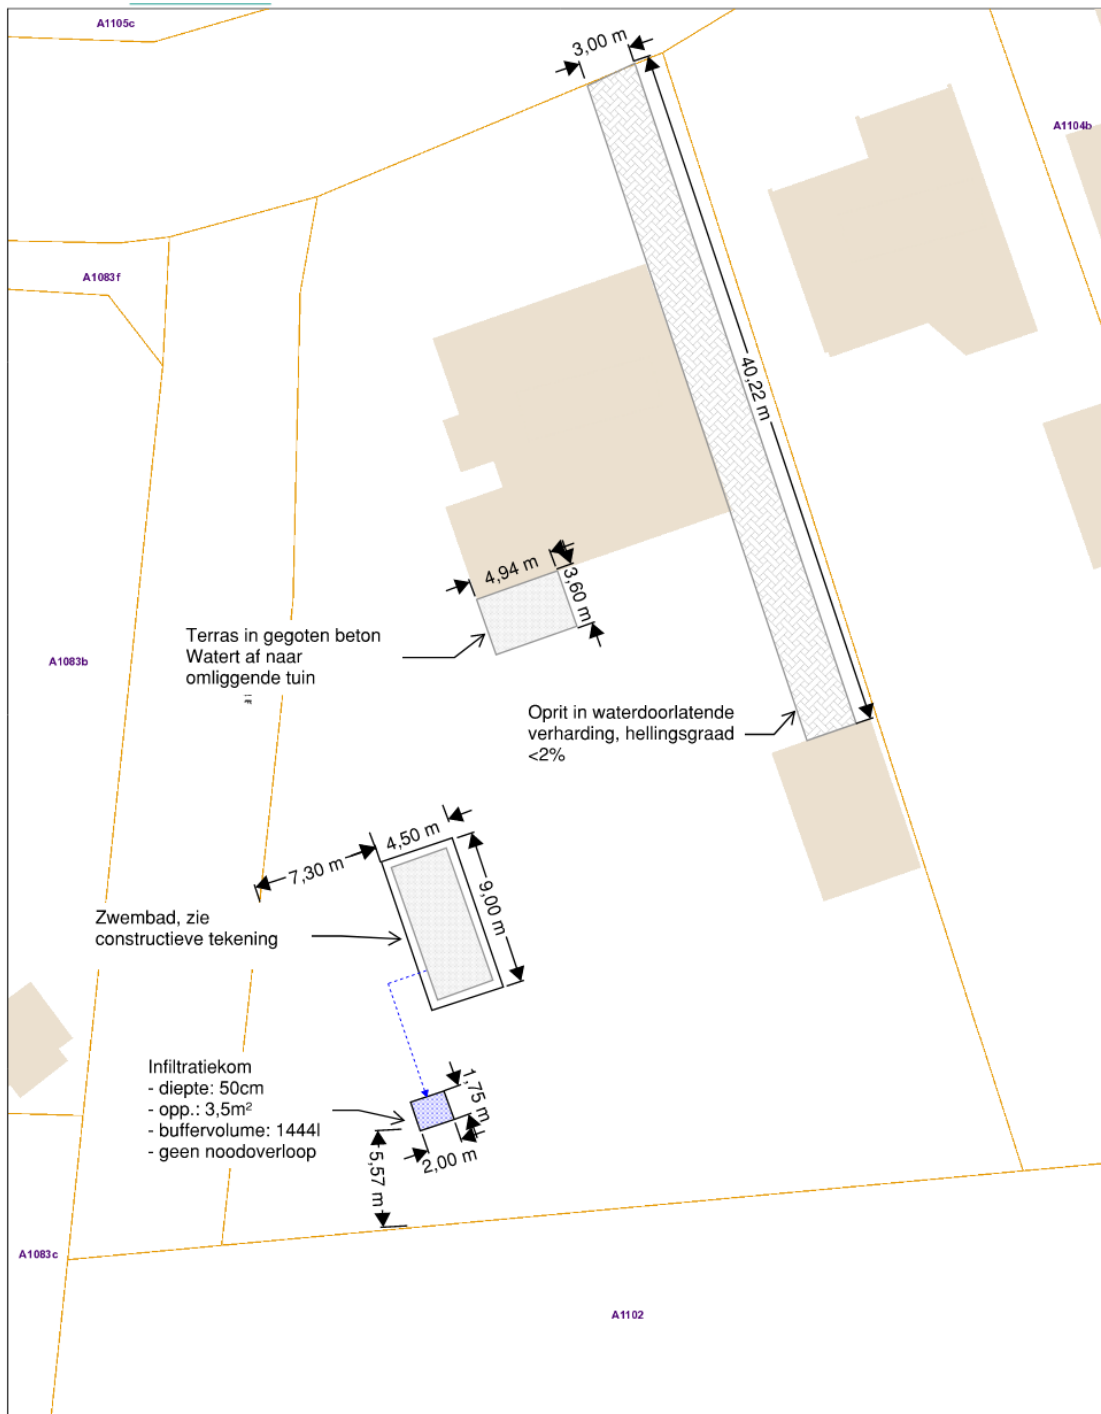 A1105c
3,00 m
A1104b
A1083f
40,22 m
4,94 m
3,60 m
Terras in gegoten beton
Watert af naar
omliggende tuin
A1083b
Oprit in waterdoorlatende
verharding, hellingsgraad
<2%
4,50 m
7,30 m
9,00 m
Zwembad, zie
constructieve tekening
Infiltratiekom
- diepte: 50cm
- opp.: 3,5m²
- buffervolume: 1444l
- geen noodoverloop
1,75 m
2,00 m
5,57 m
A1083c
A1102